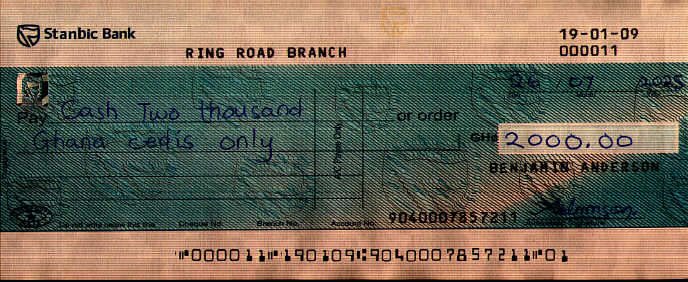 Stanbic Bank
19-01-09
RING ROAD BRANCH
000011
26 07 2025
Pay Cash Two thousand or order
Ghana cedis only
GH¢ 2000.00
A/C Payee Only
BENJAMIN ANDERSON
Cheque No. Branch No. Account No.
9040007857211
⑈000011⑈190109⑆9040007857211⑈01